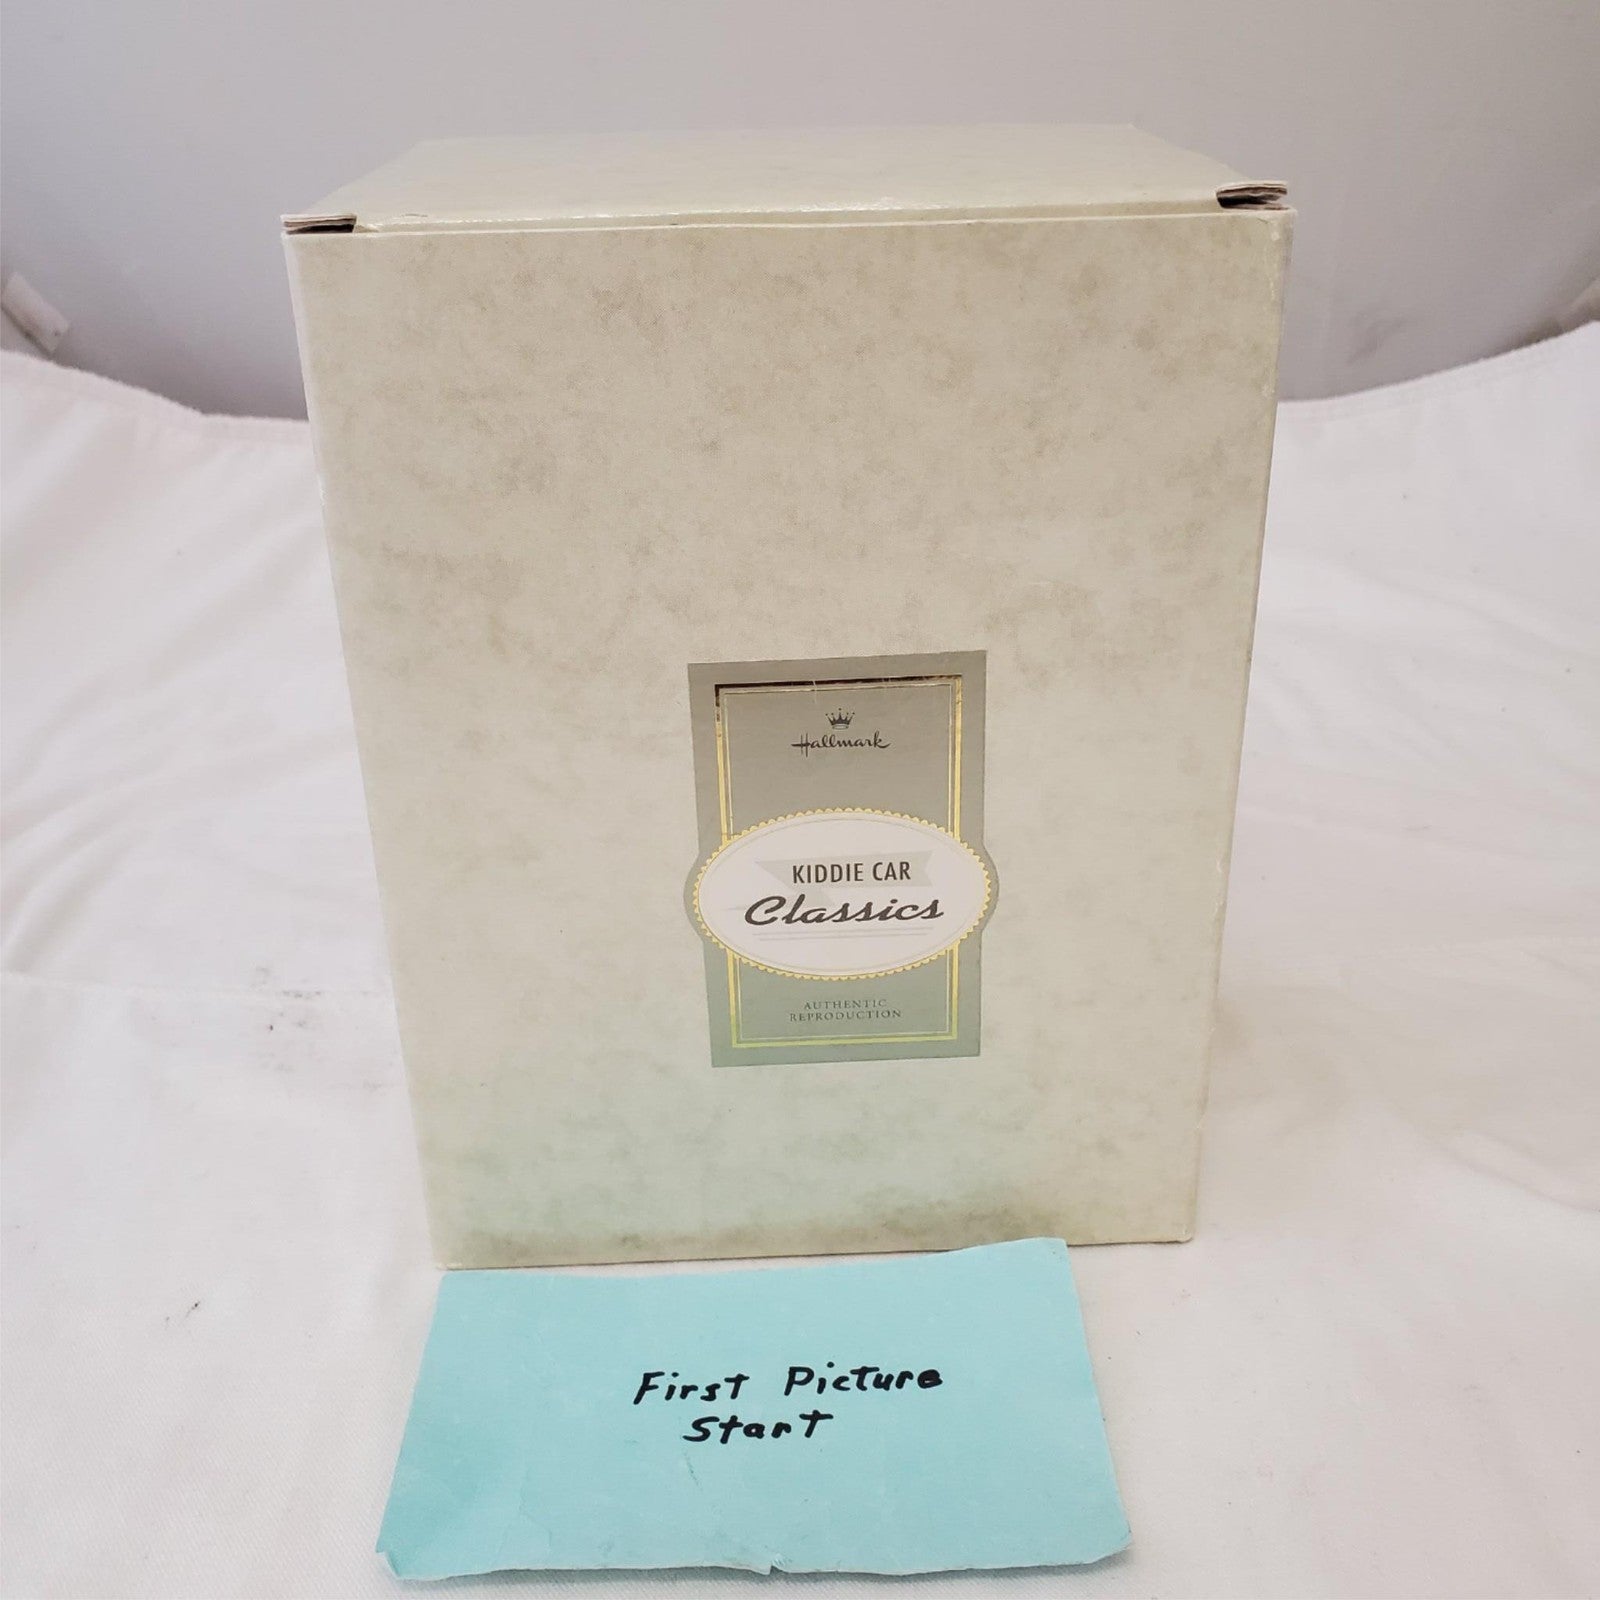 Hallmark
KIDDIE CAR
Classics
AUTHENTIC
REPRODUCTION
First Picture
Start